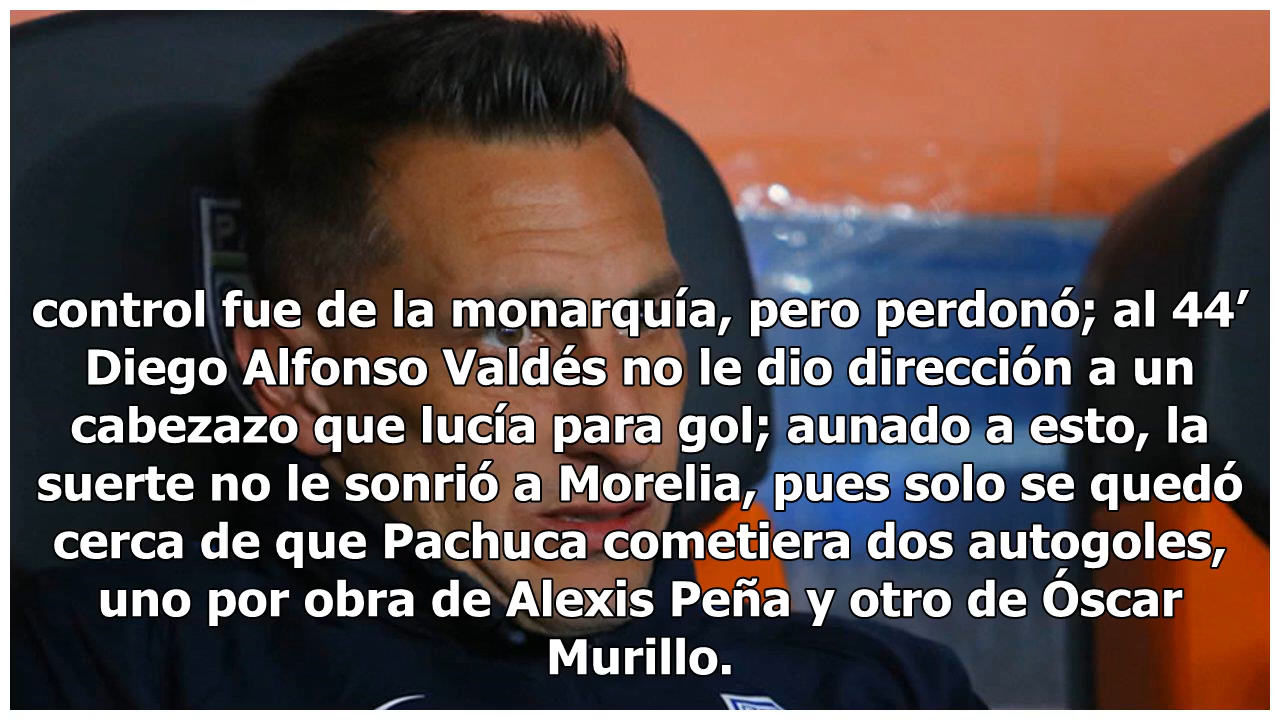 control fue de la monarquía, pero perdonó; al 44’
Diego Alfonso Valdés no le dio dirección a un
cabezazo que lucía para gol; aunado a esto, la
suerte no le sonrió a Morelia, pues solo se quedó
cerca de que Pachuca cometiera dos autogoles,
uno por obra de Alexis Peña y otro de Óscar
Murillo.